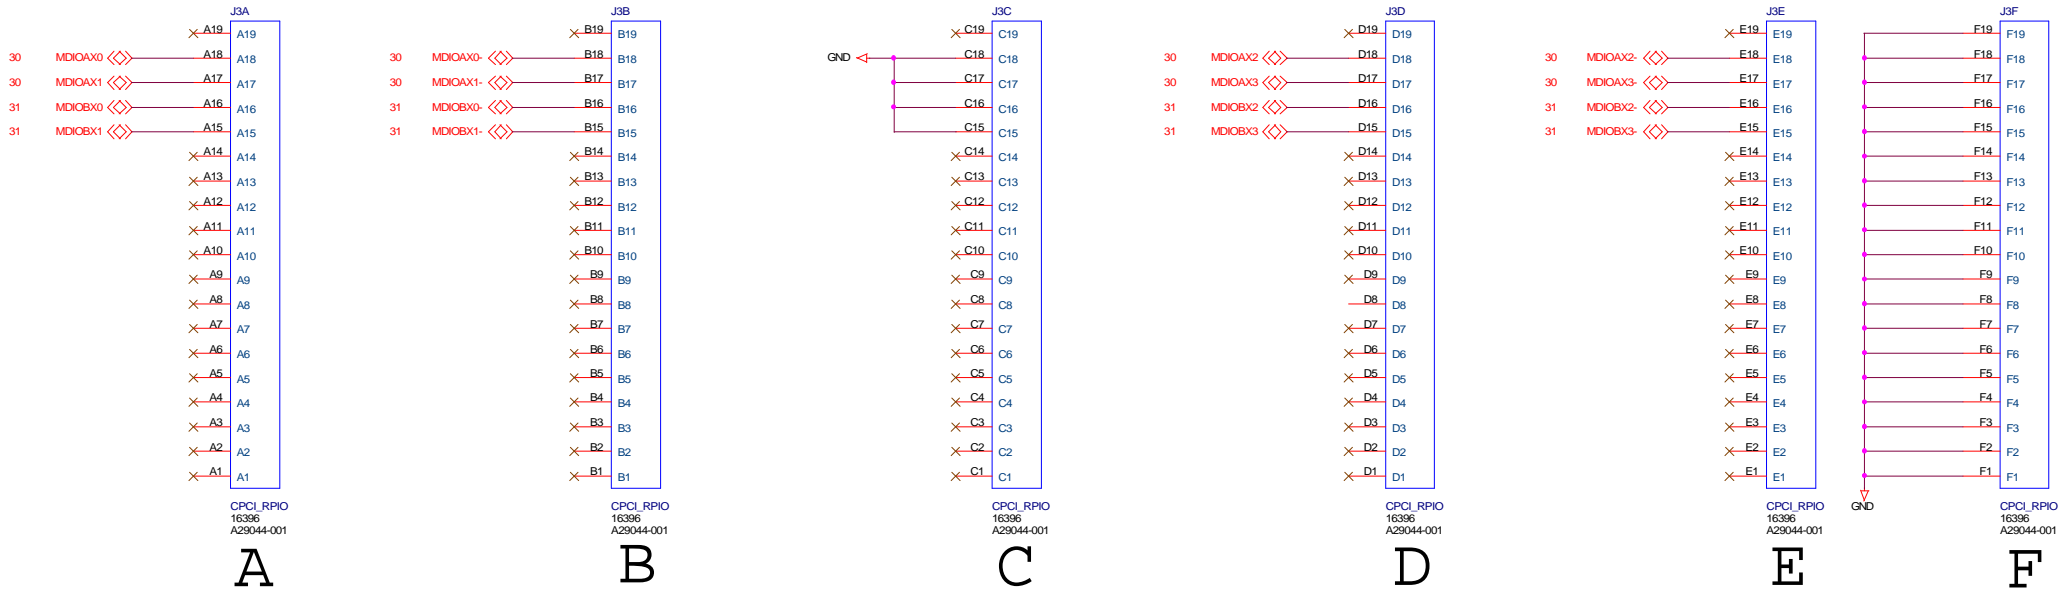 J3A J3B J3C J3D J3E J3F
A19 A19 B19 B19 C19 C19 D19 D19 E19 E19 F19 F19
30 MDIOAX0 A18 A18 30 MDIOAX0- B18 B18 GND C18 C18 30 MDIOAX2 D18 D18 30 MDIOAX2- E18 E18 F18 F18
30 MDIOAX1 A17 A17 30 MDIOAX1- B17 B17 C17 C17 30 MDIOAX3 D17 D17 30 MDIOAX3- E17 E17 F17 F17
31 MDIOBX0 A16 A16 31 MDIOBX0- B16 B16 C16 C16 31 MDIOBX2 D16 D16 31 MDIOBX2- E16 E16 F16 F16
31 MDIOBX1 A15 A15 31 MDIOBX1- B15 B15 C15 C15 31 MDIOBX3 D15 D15 31 MDIOBX3- E15 E15 F15 F15
A14 A14 B14 B14 C14 C14 D14 D14 E14 E14 F14 F14
A13 A13 B13 B13 C13 C13 D13 D13 E13 E13 F13 F13
A12 A12 B12 B12 C12 C12 D12 D12 E12 E12 F12 F12
A11 A11 B11 B11 C11 C11 D11 D11 E11 E11 F11 F11
A10 A10 B10 B10 C10 C10 D10 D10 E10 E10 F10 F10
A9 A9 B9 B9 C9 C9 D9 D9 E9 E9 F9 F9
A8 A8 B8 B8 C8 C8 D8 D8 E8 E8 F8 F8
A7 A7 B7 B7 C7 C7 D7 D7 E7 E7 F7 F7
A6 A6 B6 B6 C6 C6 D6 D6 E6 E6 F6 F6
A5 A5 B5 B5 C5 C5 D5 D5 E5 E5 F5 F5
A4 A4 B4 B4 C4 C4 D4 D4 E4 E4 F4 F4
A3 A3 B3 B3 C3 C3 D3 D3 E3 E3 F3 F3
A2 A2 B2 B2 C2 C2 D2 D2 E2 E2 F2 F2
A1 A1 B1 B1 C1 C1 D1 D1 E1 E1 F1 F1
CPCI_RPIO CPCI_RPIO CPCI_RPIO CPCI_RPIO CPCI_RPIO GND CPCI_RPIO
16396 16396 16396 16396 16396 16396
A29044-001 A29044-001 A29044-001 A29044-001 A29044-001 A29044-001
A B C D E F